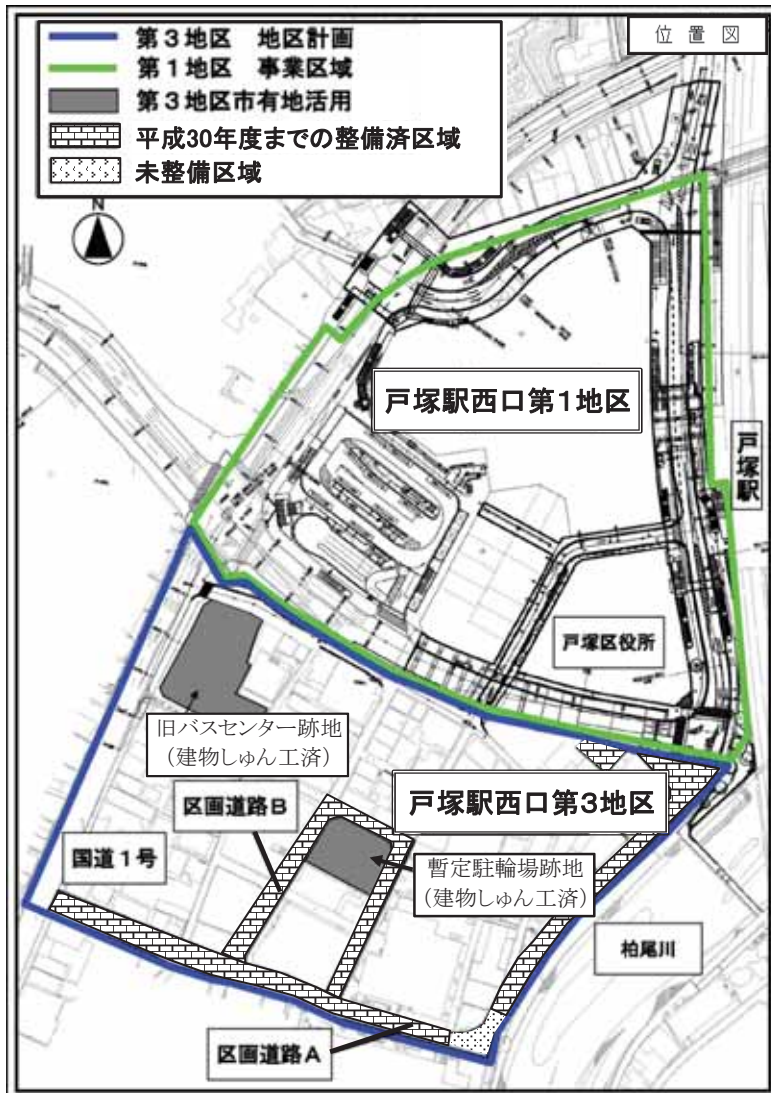 位置図
第3地区 地区計画
第1地区 事業区域
第3地区市有地活用
平成30年度までの整備済区域
未整備区域
N
戸塚駅西口第1地区
戸塚駅
戸塚区役所
旧バスセンター跡地
(建物しゅん工済)
戸塚駅西口第3地区
区画道路B
国道1号
暫定駐輪場跡地
(建物しゅん工済)
柏尾川
区画道路A